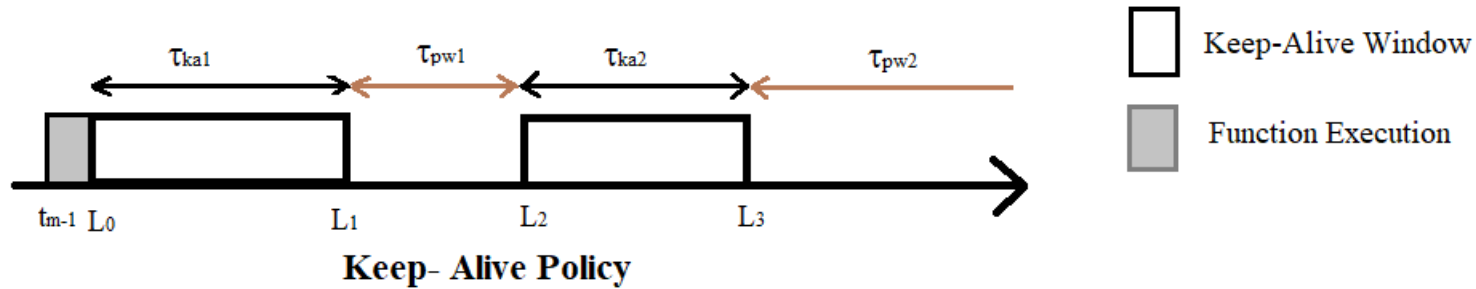 τka1 τpw1 τka2 τpw2
Keep-Alive Window
Function Execution
tm-1 L0 L1 L2 L3
Keep- Alive Policy